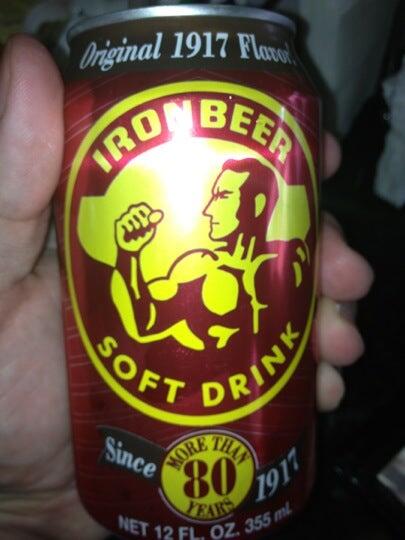 Original 1917 Flavor!
IRONBEER
SOFT DRINK
Since MORE THAN 80 YEARS 1917
NET 12 FL. OZ. 355 mL